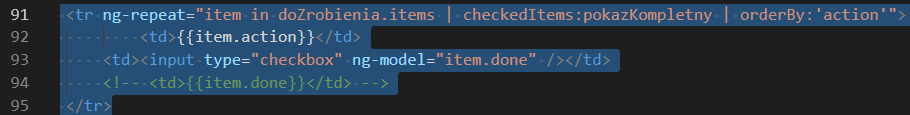 91 <tr ng-repeat="item in doZrobienia.items | checkedItems:pokazKompletny | orderBy:'action'">
92 <td>{{item.action}}</td>
93 <td><input type="checkbox" ng-model="item.done" /></td>
94 <!-- <td>{{item.done}}</td> -->
95 </tr>